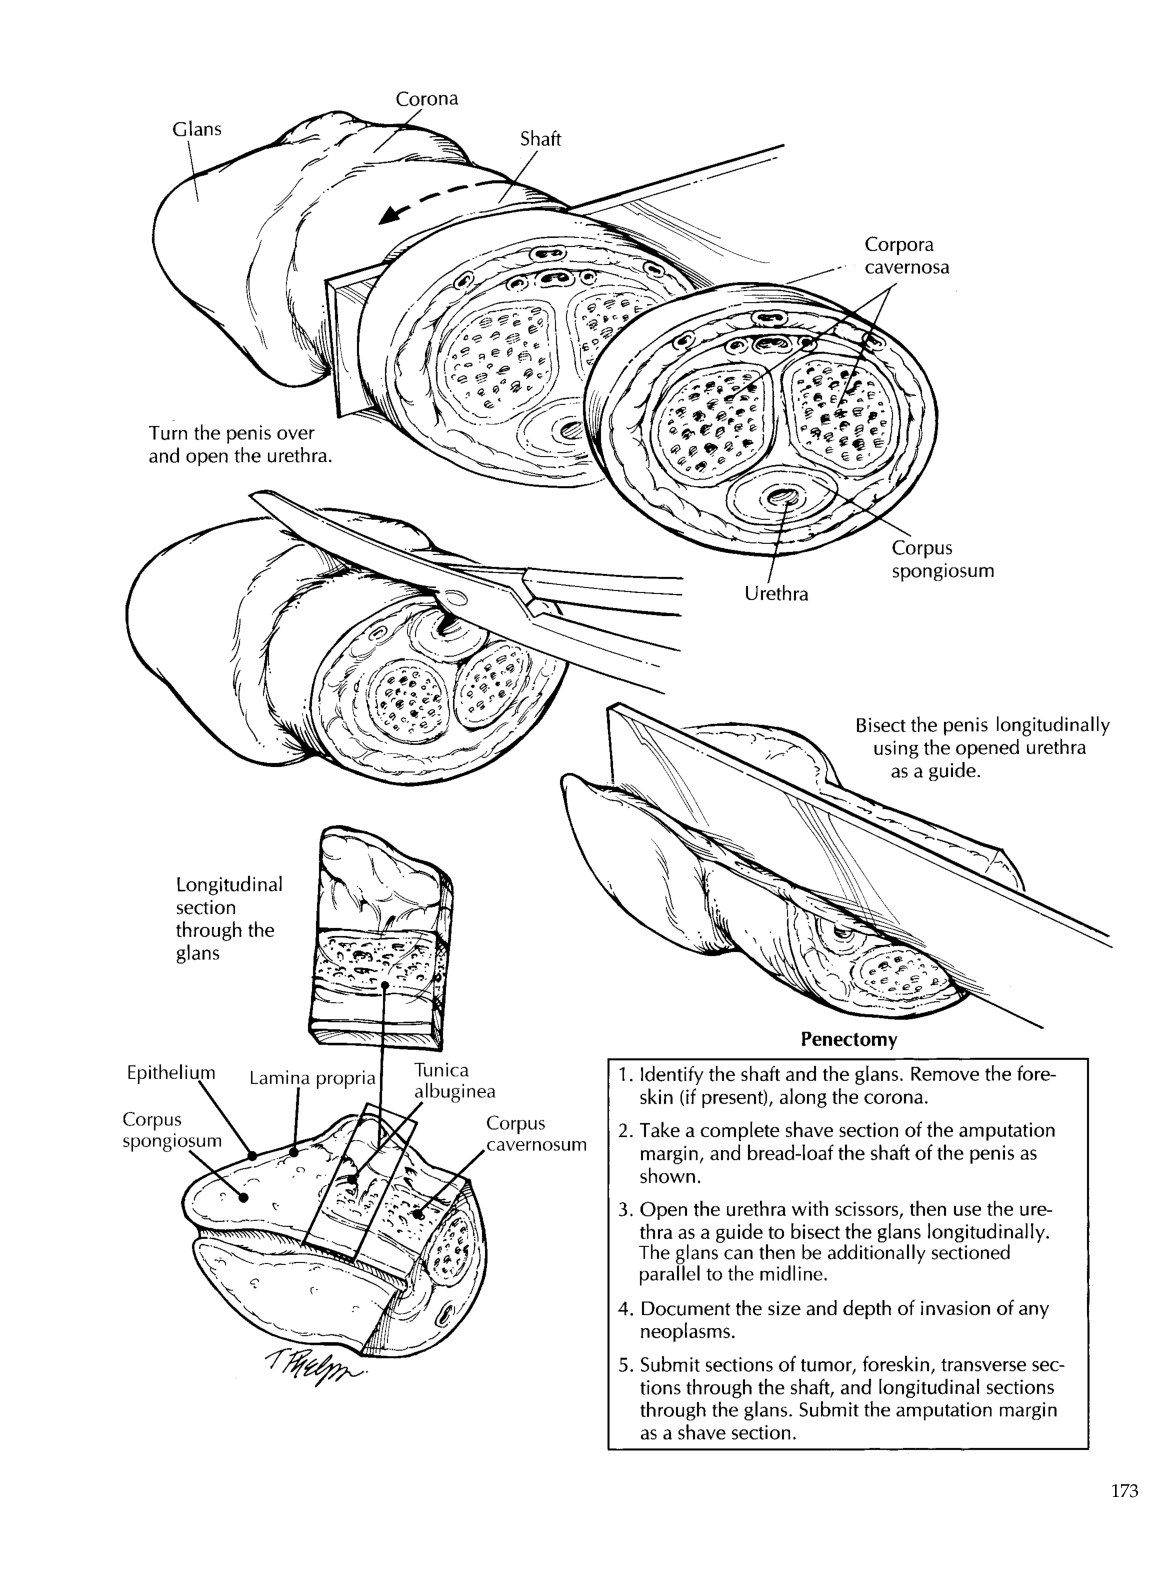 Corona
Glans
Shaft
Corpora
cavernosa
Turn the penis over
and open the urethra.
Corpus
spongiosum
Urethra
Bisect the penis longitudinally
using the opened urethra
as a guide.
Longitudinal
section
through the
glans
Epithelium
Lamina propria
Tunica
albuginea
Corpus
spongiosum
Corpus
cavernosum
T Phelps
Penectomy
1. Identify the shaft and the glans. Remove the fore-
skin (if present), along the corona.
2. Take a complete shave section of the amputation
margin, and bread-loaf the shaft of the penis as
shown.
3. Open the urethra with scissors, then use the ure-
thra as a guide to bisect the glans longitudinally.
The glans can then be additionally sectioned
parallel to the midline.
4. Document the size and depth of invasion of any
neoplasms.
5. Submit sections of tumor, foreskin, transverse sec-
tions through the shaft, and longitudinal sections
through the glans. Submit the amputation margin
as a shave section.
173